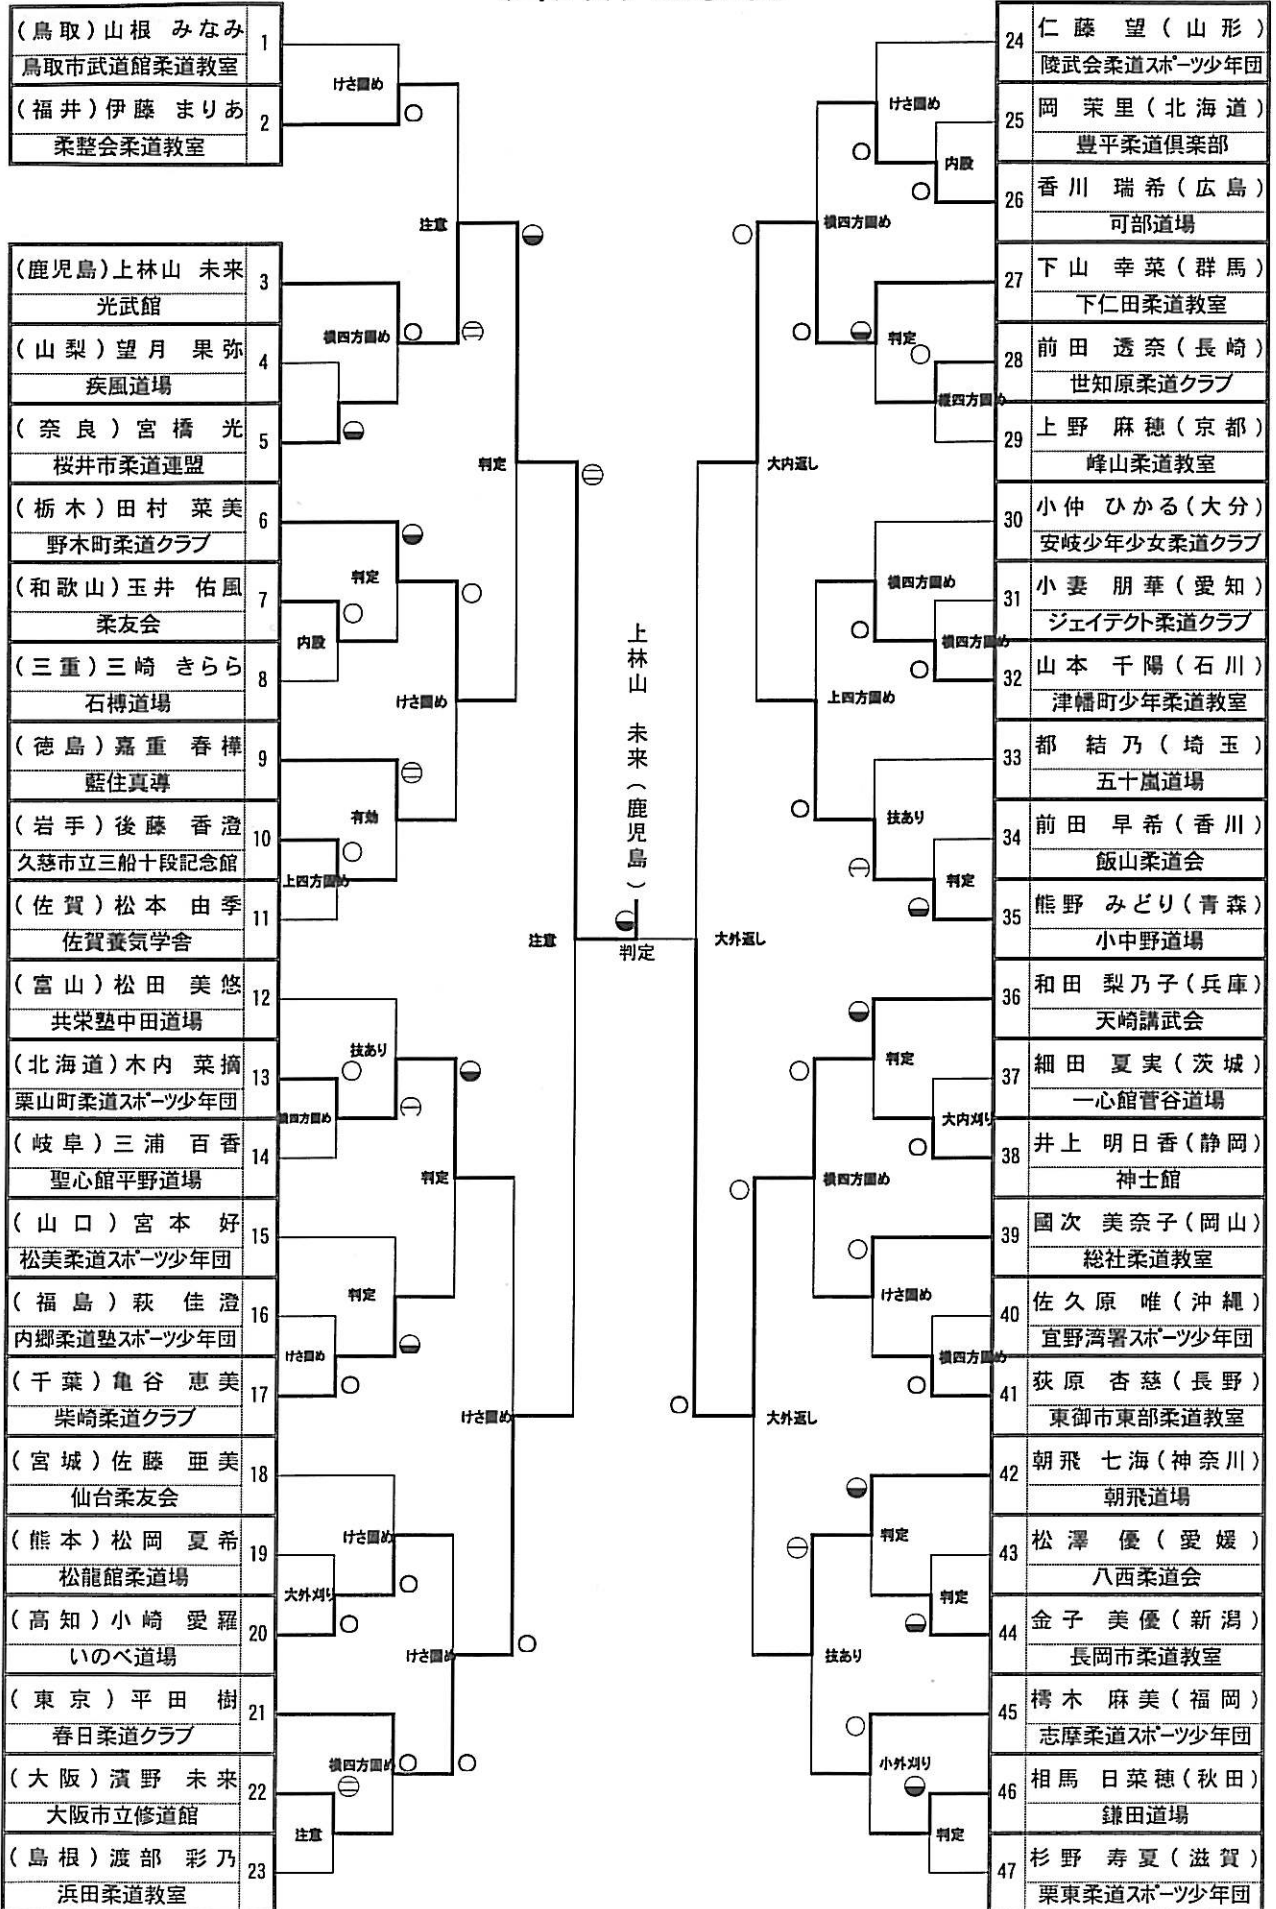 (鳥取)山根 みなみ
1
鳥取市武道館柔道教室
(福井)伊藤 まりあ
2
柔整会柔道教室
(鹿児島)上林山 未来
3
光武館
(山梨)望月 果弥
4
疾風道場
(奈良)宮橋 光
5
桜井市柔道連盟
(栃木)田村 菜美
6
野木町柔道クラブ
(和歌山)玉井 佑風
7
柔友会
(三重)三崎 きらら
8
石榑道場
(徳島)嘉重 春樺
9
藍住真導
(岩手)後藤 香澄
10
久慈市立三船十段記念館
(佐賀)松本 由季
11
佐賀養気学舎
(富山)松田 美悠
12
共栄塾中田道場
(北海道)木内 菜摘
13
栗山町柔道スポーツ少年団
(岐阜)三浦 百香
14
聖心館平野道場
(山口)宮本 好
15
松美柔道スポーツ少年団
(福島)萩 佳澄
16
内郷柔道塾スポーツ少年団
(千葉)亀谷 恵美
17
柴崎柔道クラブ
(宮城)佐藤 亜美
18
仙台柔友会
(熊本)松岡 夏希
19
松龍館柔道場
(高知)小崎 愛羅
20
いのべ道場
(東京)平田 樹
21
春日柔道クラブ
(大阪)濱野 未来
22
大阪市立修道館
(島根)渡部 彩乃
23
浜田柔道教室
けさ固め
注意
横四方固め
判定
判定
内設
けさ固め
有効
上四方固め
注意
技あり
横四方固め
判定
判定
けさ固め
けさ固め
けさ固め
大外刈り
けさ固め
横四方固め
注意
上林山 未来(鹿児島)
判定
けさ固め
内設
横四方固め
判定
縦四方固め
大内返し
横四方固め
横四方固め
上四方固め
技あり
判定
大外返し
判定
大内刈り
横四方固め
けさ固め
横四方固め
大外返し
判定
判定
技あり
小外刈り
判定
24
仁藤 望(山形)
陵武会柔道スポーツ少年団
25
岡 茉里(北海道)
豊平柔道倶楽部
26
香川 瑞希(広島)
可部道場
27
下山 幸菜(群馬)
下仁田柔道教室
28
前田 透奈(長崎)
世知原柔道クラブ
29
上野 麻穂(京都)
峰山柔道教室
30
小仲 ひかる(大分)
安岐少年少女柔道クラブ
31
小妻 朋華(愛知)
ジェイテクト柔道クラブ
32
山本 千陽(石川)
津幡町少年柔道教室
33
都 結乃(埼玉)
五十嵐道場
34
前田 早希(香川)
飯山柔道会
35
熊野 みどり(青森)
小中野道場
36
和田 梨乃子(兵庫)
天崎講武会
37
細田 夏実(茨城)
一心館菅谷道場
38
井上 明日香(静岡)
神士館
39
國次 美奈子(岡山)
総社柔道教室
40
佐久原 唯(沖縄)
宜野湾署スポーツ少年団
41
荻原 杏慈(長野)
東御市東部柔道教室
42
朝飛 七海(神奈川)
朝飛道場
43
松澤 優(愛媛)
八西柔道会
44
金子 美優(新潟)
長岡市柔道教室
45
樗木 麻美(福岡)
志摩柔道スポーツ少年団
46
相馬 日菜穂(秋田)
鎌田道場
47
杉野 寿夏(滋賀)
栗東柔道スポーツ少年団